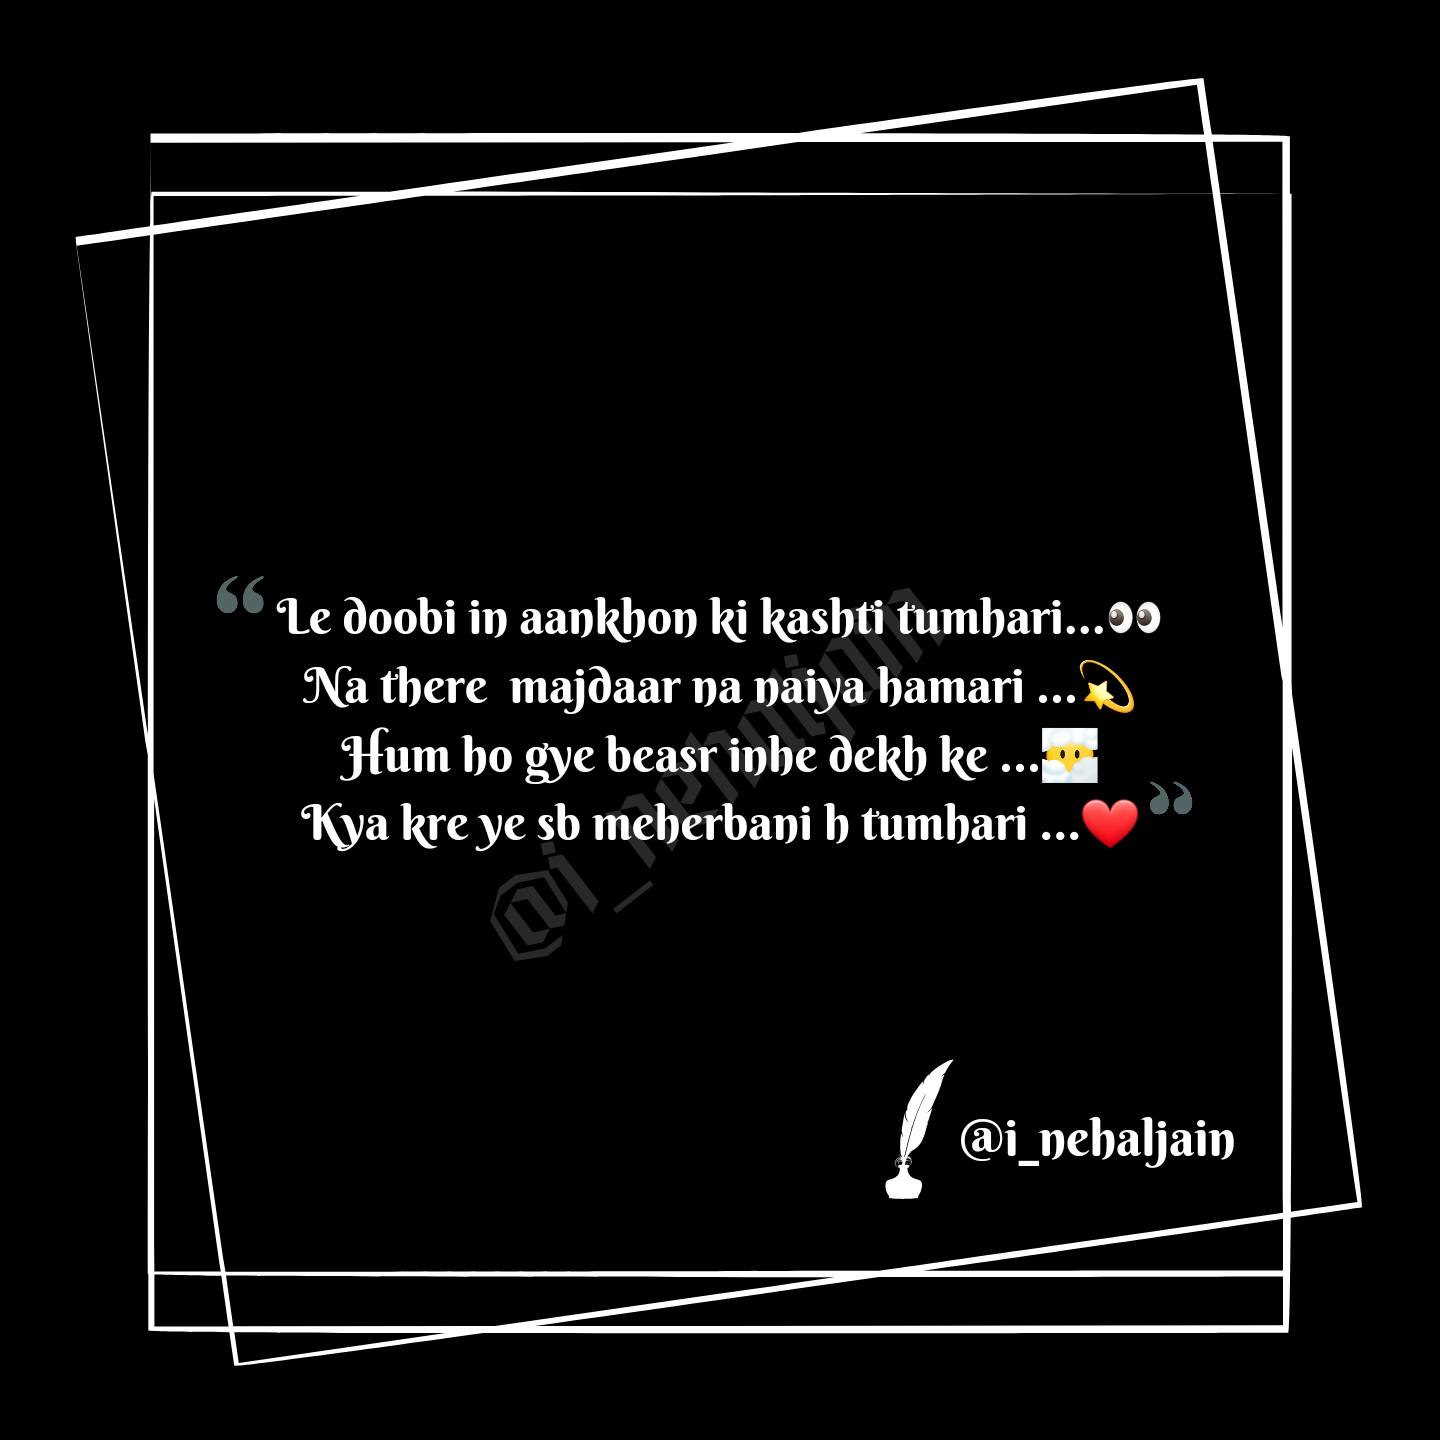 “Le doobi in aankhon ki kashti tumhari...👀
Na there majdaar na naiya hamari ...💫
Hum ho gye beasr inhe dekh ke ...😶‍🌫️
Kya kre ye sb meherbani h tumhari ...❤️”
@i_nehaljain
@i_nehaljain